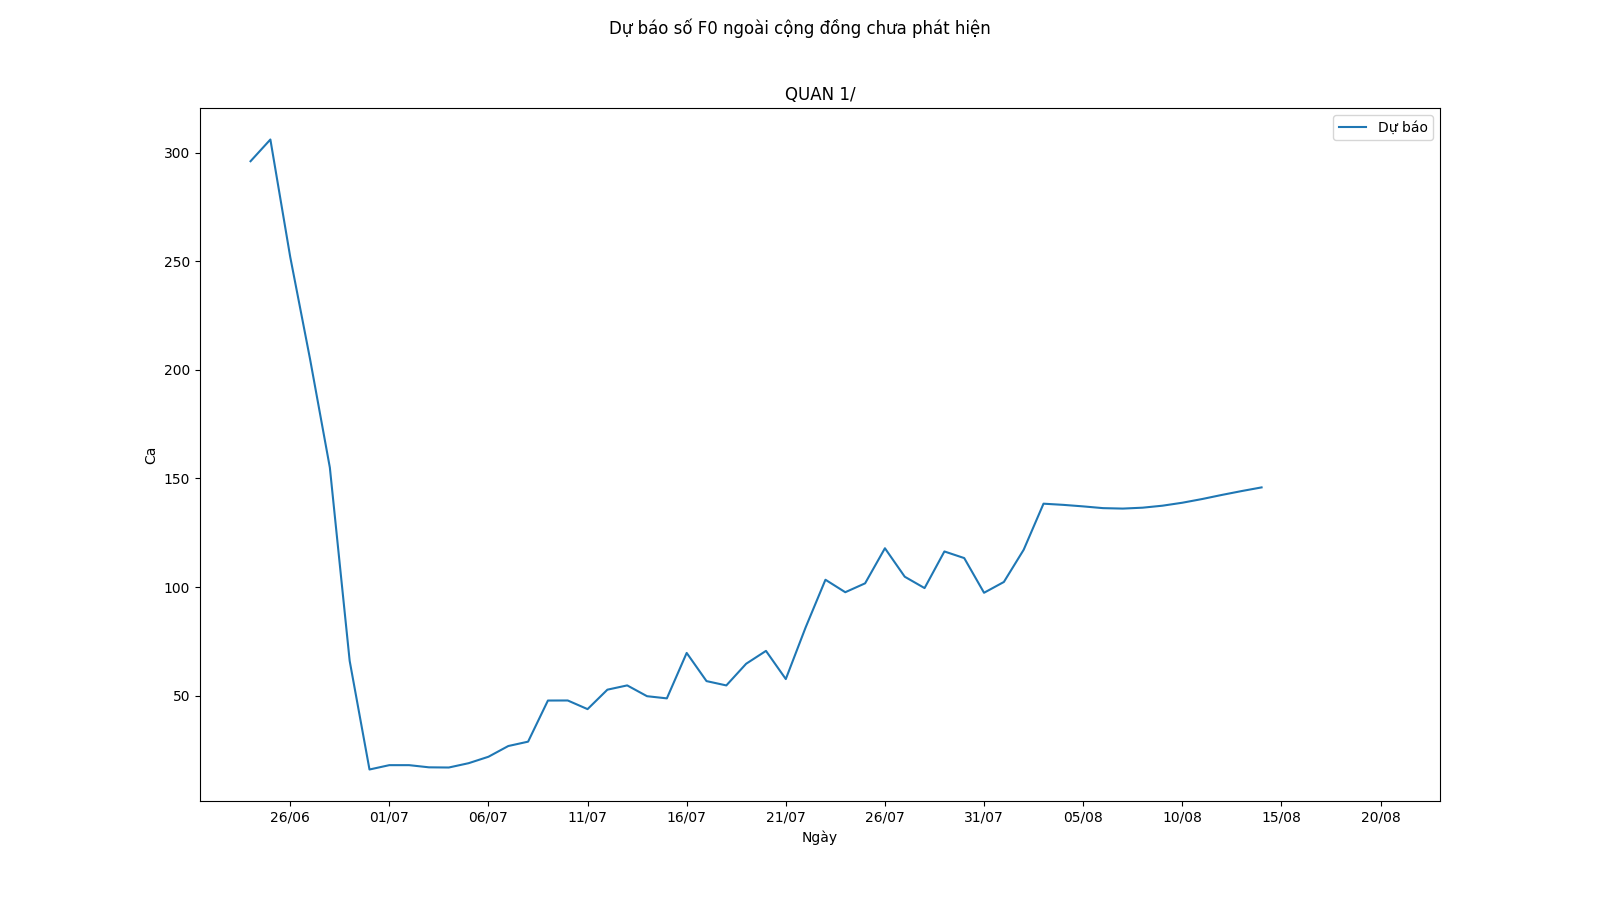 Dự báo số F0 ngoài cộng đồng chưa phát hiện
QUAN 1/
Dự báo
300
250
200
150
100
50
Ca
26/06 01/07 06/07 11/07 16/07 21/07 26/07 31/07 05/08 10/08 15/08 20/08
Ngày